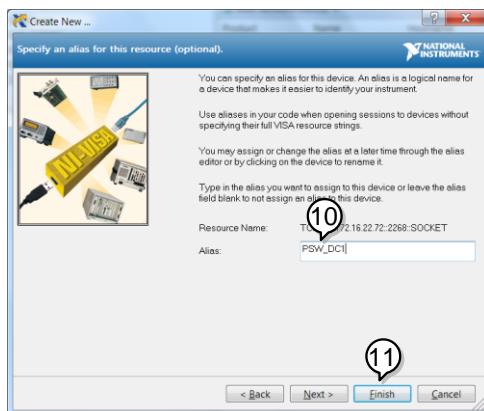 Create New ...
Specify an alias for this resource (optional).
NATIONAL
INSTRUMENTS
You can specify an alias for this device. An alias is a logical name for
a device that makes it easier to identify your instrument.
Use aliases in your code when opening sessions to devices without
specifying their full VISA resource strings.
You may assign or change the alias at a later time through the alias
editor or by clicking on the device to rename it.
Type in the alias you want to assign to this device or leave the alias
field blank to not assign an alias to this device.
NI-VISA
10
Resource Name: 72.16.22.72::2268::SOCKET
Alias: PSW_DC1
11
< Back Next > Finish Cancel